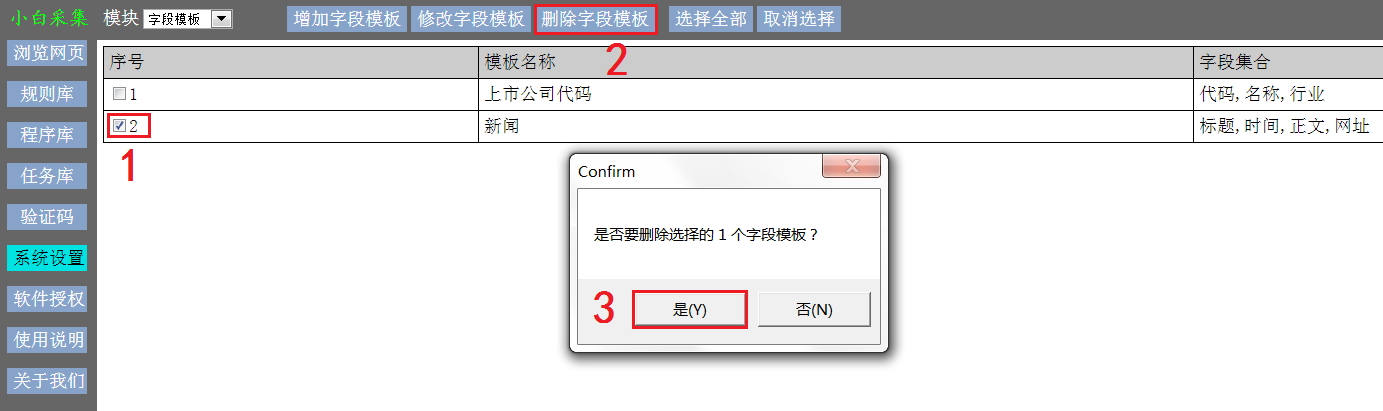 小白采集 模块 字段模板 增加字段模板 修改字段模板 删除字段模板 选择全部 取消选择
2
浏览网页
规则库
程序库
任务库
验证码
系统设置
软件授权
使用说明
关于我们
序号 模板名称 字段集合
1 上市公司代码 代码,名称,行业
2 新闻 标题,时间,正文,网址
1
Confirm
是否要删除选择的 1 个字段模板？
3 是(Y) 否(N)